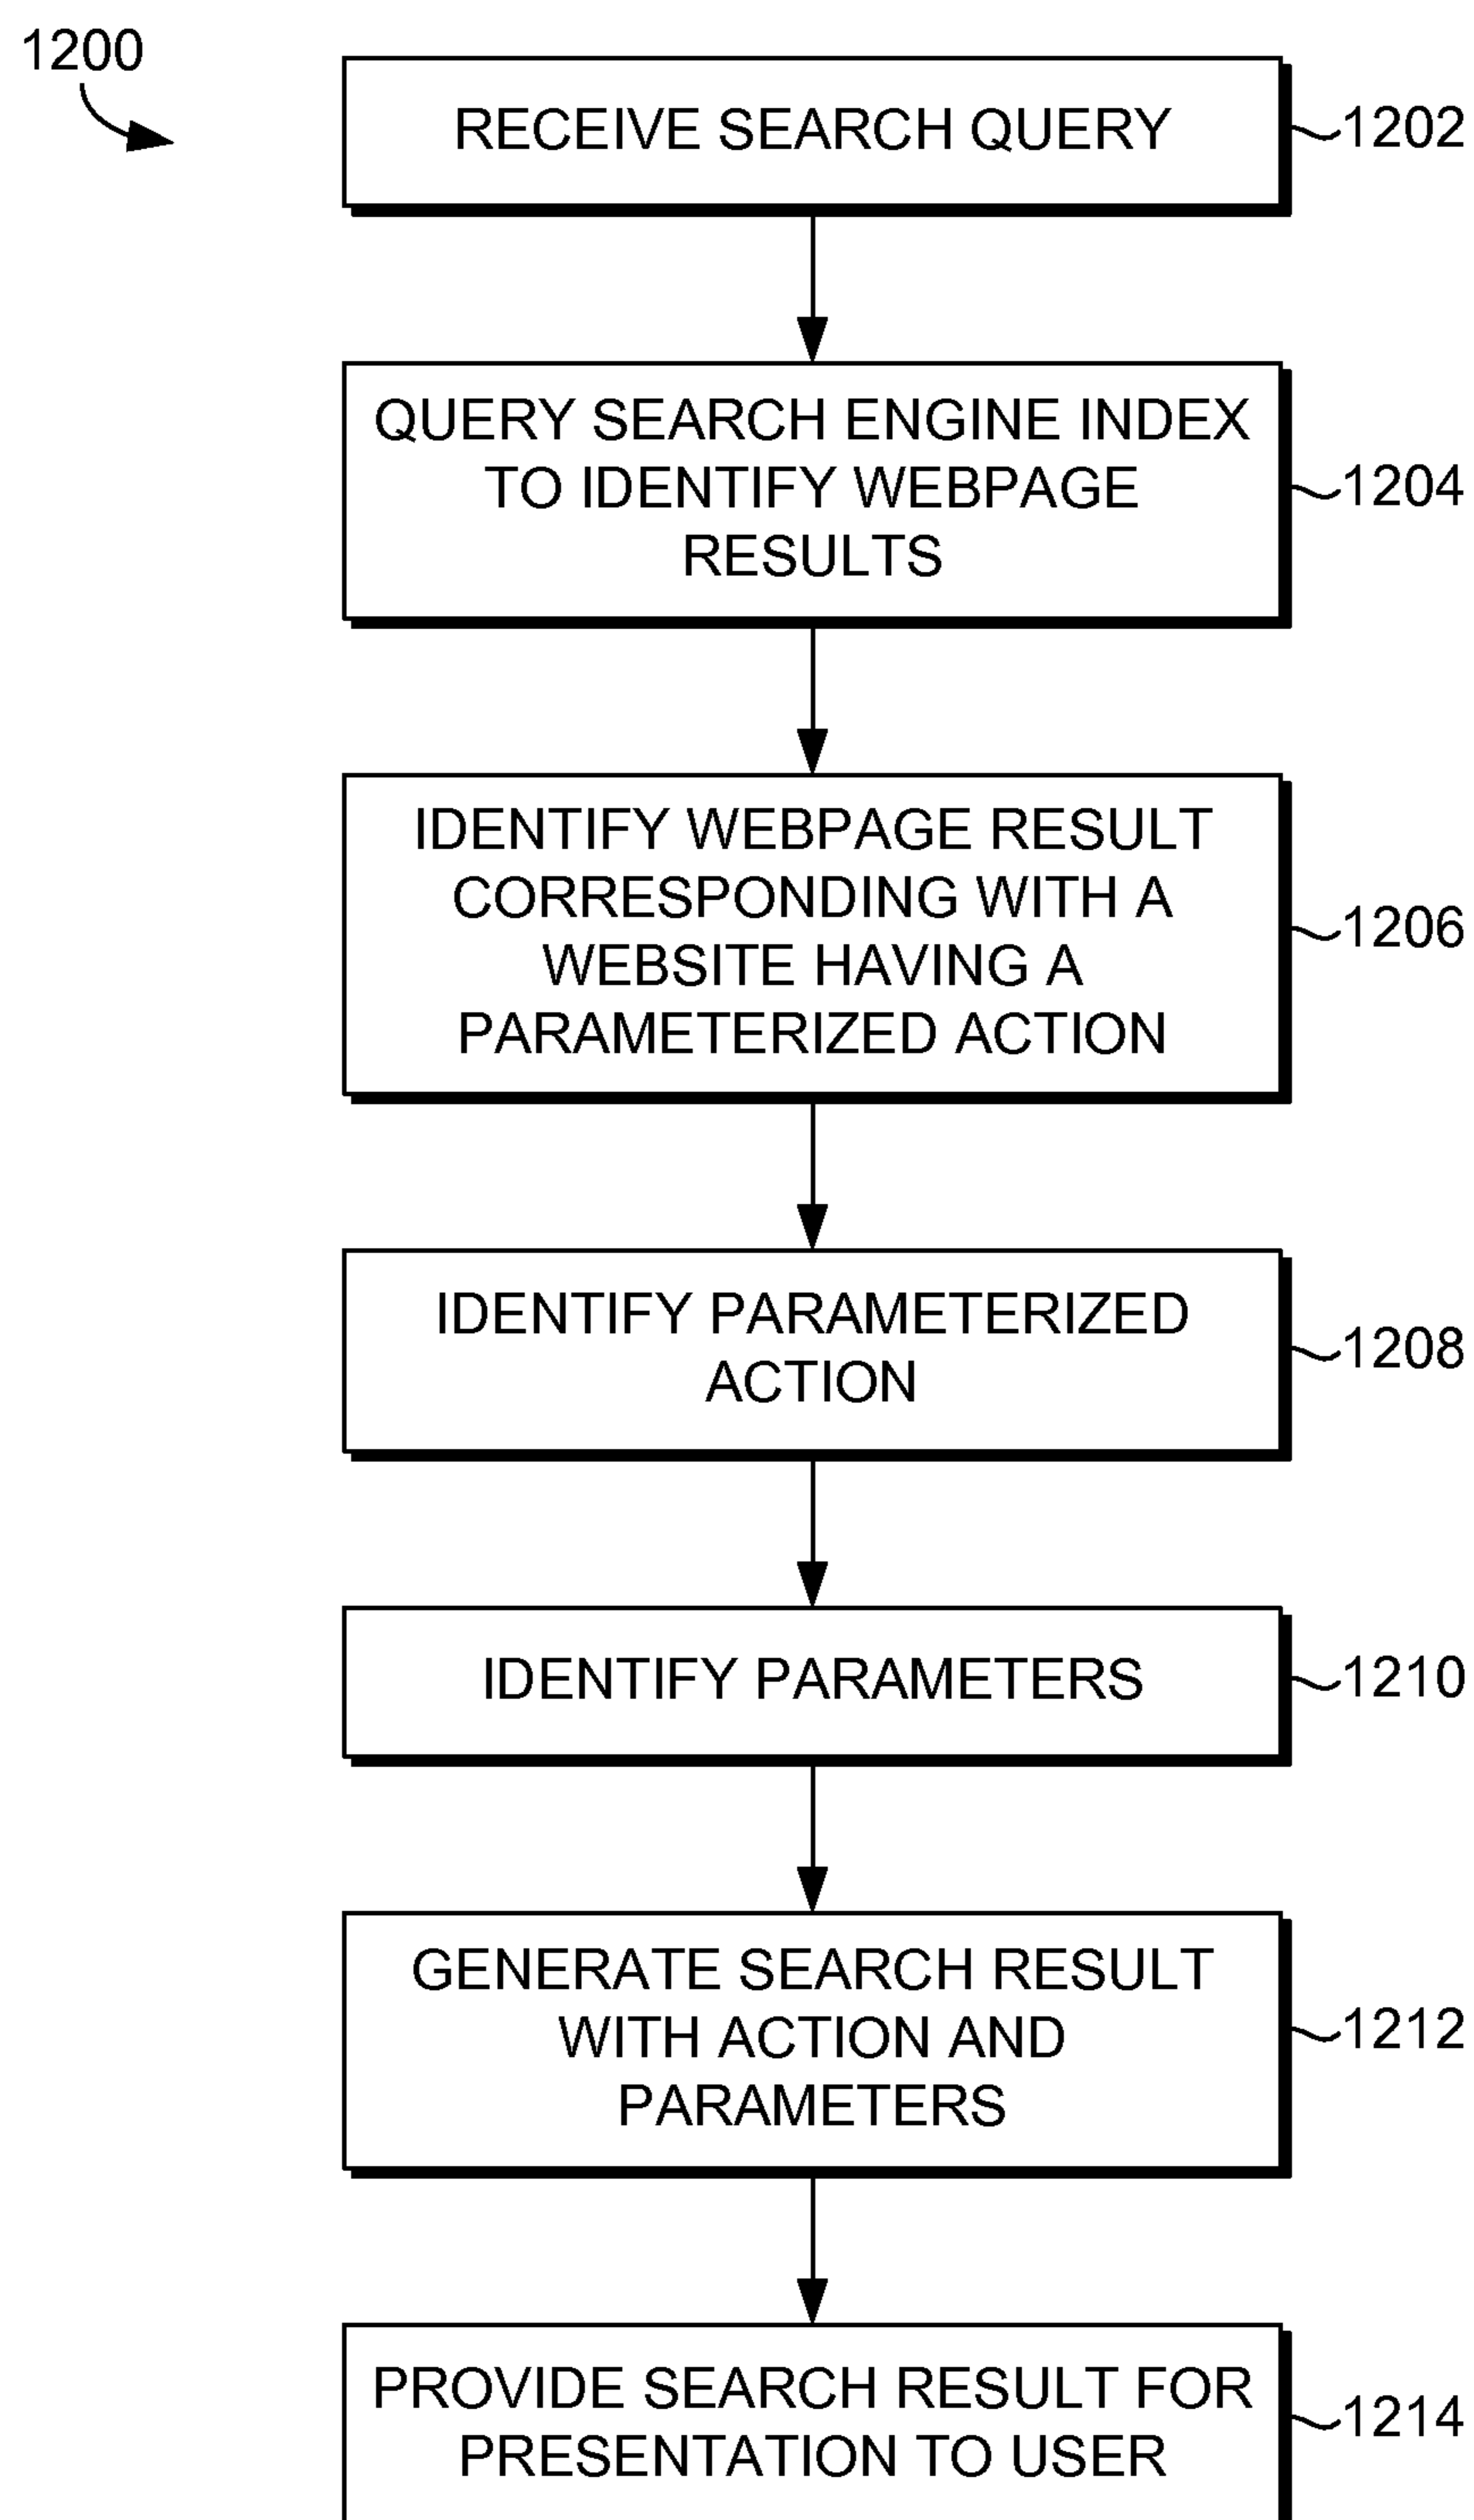 1200
RECEIVE SEARCH QUERY
1202
QUERY SEARCH ENGINE INDEX
TO IDENTIFY WEBPAGE
RESULTS
1204
IDENTIFY WEBPAGE RESULT
CORRESPONDING WITH A
WEBSITE HAVING A
PARAMETERIZED ACTION
1206
IDENTIFY PARAMETERIZED
ACTION
1208
IDENTIFY PARAMETERS
1210
GENERATE SEARCH RESULT
WITH ACTION AND
PARAMETERS
1212
PROVIDE SEARCH RESULT FOR
PRESENTATION TO USER
1214